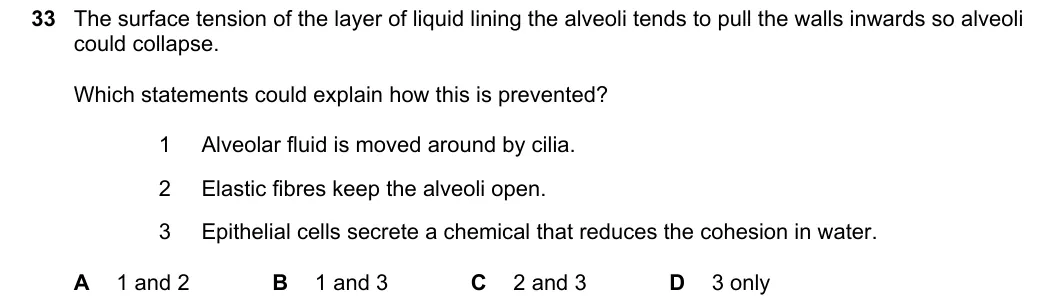 33 The surface tension of the layer of liquid lining the alveoli tends to pull the walls inwards so alveoli
could collapse.
Which statements could explain how this is prevented?
1 Alveolar fluid is moved around by cilia.
2 Elastic fibres keep the alveoli open.
3 Epithelial cells secrete a chemical that reduces the cohesion in water.
A 1 and 2 B 1 and 3 C 2 and 3 D 3 only